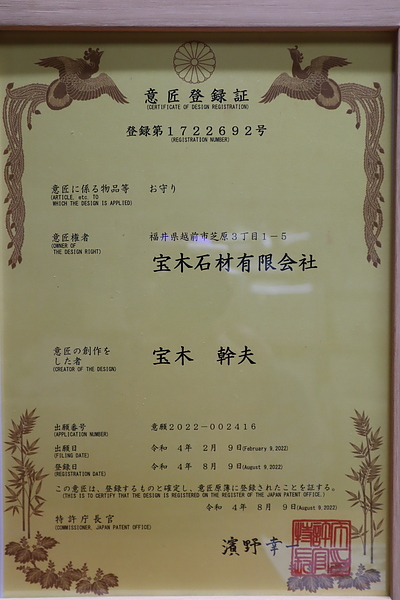 意匠登録証
(CERTIFICATE OF DESIGN REGISTRATION)
登録第1722692号
(REGISTRATION NUMBER)
意匠に係る物品等 お守り
(ARTICLE, etc. TO
WHICH THE DESIGN IS APPLIED)
意匠権者 福井県越前市芝原3丁目1-5
(OWNER OF
THE DESIGN RIGHT)
宝木石材有限会社
意匠の創作を
した者 宝木 幹夫
(CREATOR OF THE DESIGN)
出願番号 意願2022-002416
(APPLICATION NUMBER)
出願日 令和 4年 2月 9日(February 9,2022)
(FILING DATE)
登録日 令和 4年 8月 9日(August 9,2022)
(REGISTRATION DATE)
この意匠は、登録するものと確定し、意匠原簿に登録されたことを証する。
(THIS IS TO CERTIFY THAT THE DESIGN IS REGISTERED ON THE REGISTER OF THE JAPAN PATENT OFFICE.)
令和 4年 8月 9日(August 9,2022)
特許庁長官
(COMMISSIONER, JAPAN PATENT OFFICE)
濱野幸一